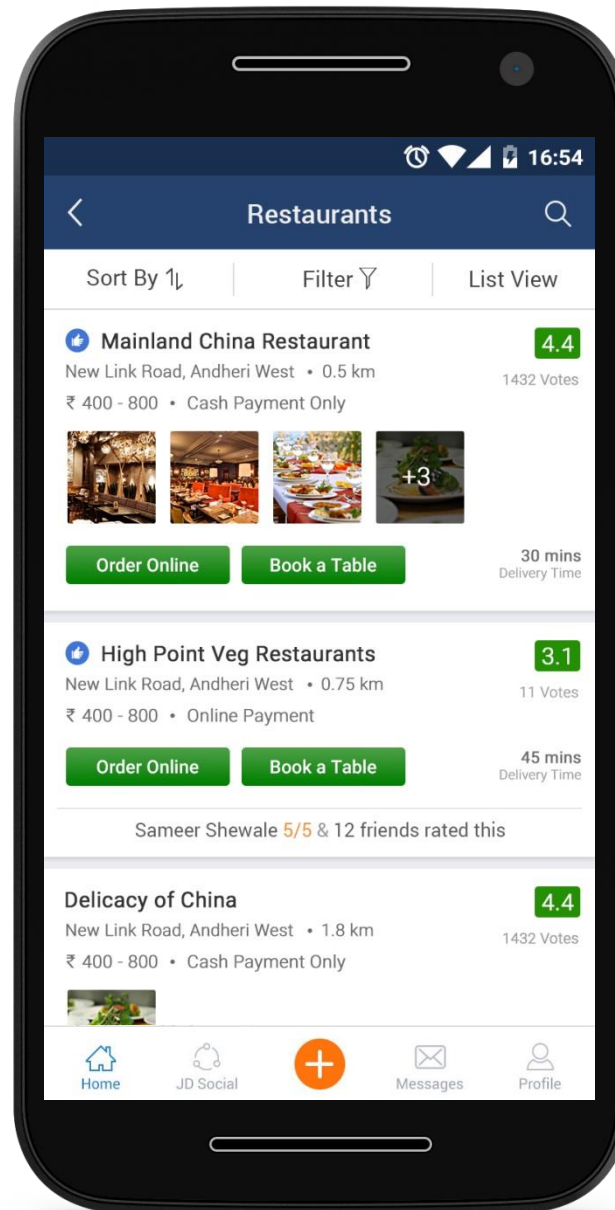 16:54
Restaurants
Sort By
Filter
List View
Mainland China Restaurant
4.4
New Link Road, Andheri West • 0.5 km
1432 Votes
₹ 400 - 800 • Cash Payment Only
+3
Order Online
Book a Table
30 mins
Delivery Time
High Point Veg Restaurants
3.1
New Link Road, Andheri West • 0.75 km
11 Votes
₹ 400 - 800 • Online Payment
Order Online
Book a Table
45 mins
Delivery Time
Sameer Shewale 5/5 & 12 friends rated this
Delicacy of China
4.4
New Link Road, Andheri West • 1.8 km
1432 Votes
₹ 400 - 800 • Cash Payment Only
Home
JD Social
Messages
Profile